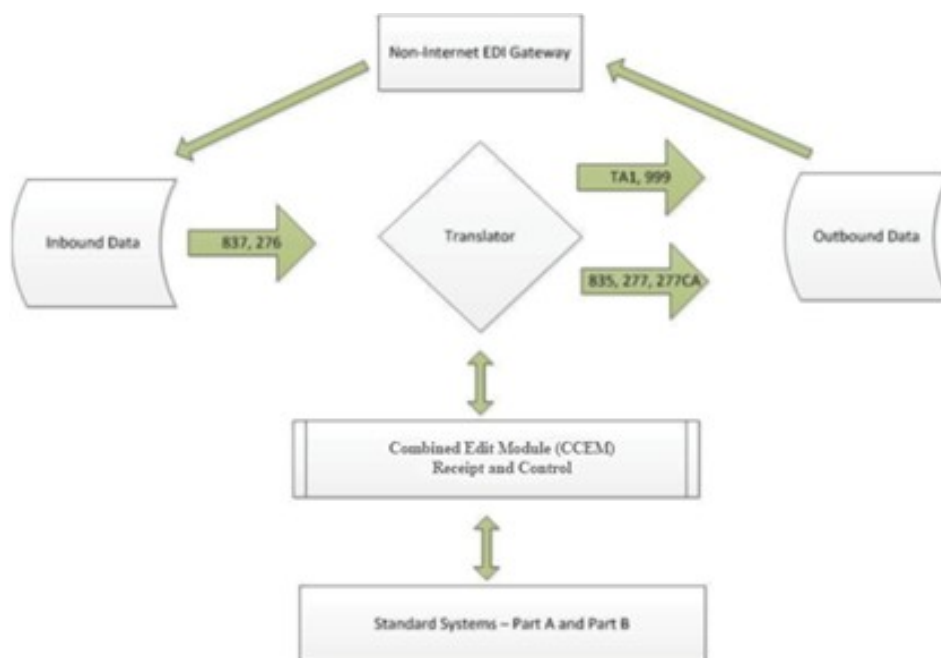 Non-Internet EDI Gateway
TA1, 999
Inbound Data
837, 276
Translator
Outbound Data
835, 277, 277CA
Combined Edit Module (CCEM)
Receipt and Control
Standard Systems – Part A and Part B